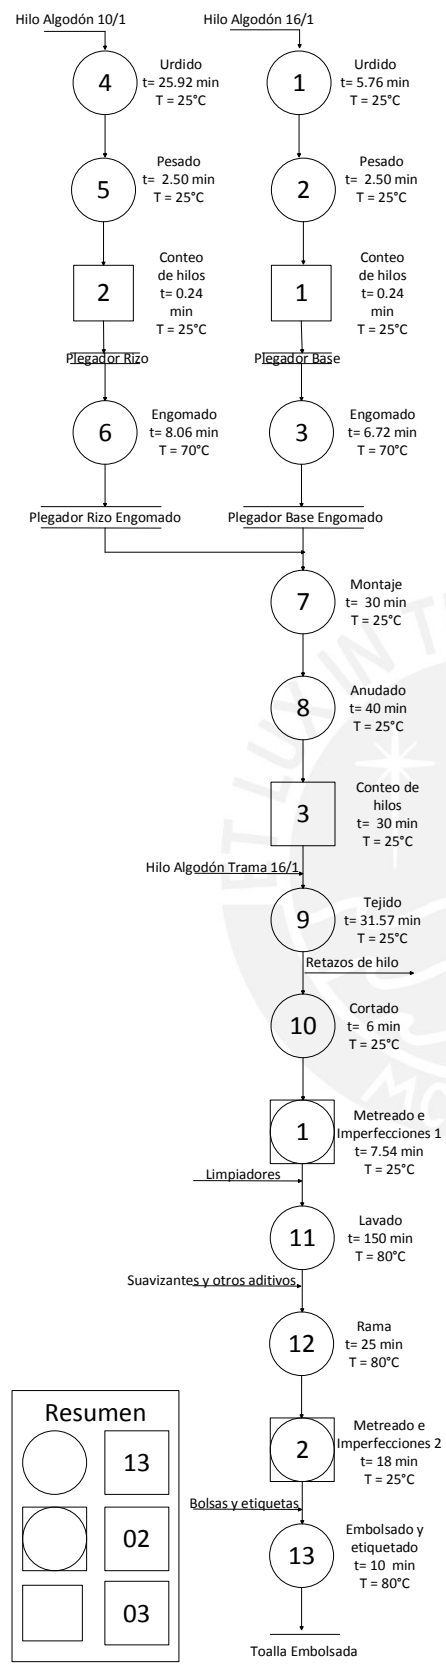 Hilo Algodón 10/1
Hilo Algodón 16/1
4
Urdido
t= 25.92 min
T = 25°C
1
Urdido
t= 5.76 min
T = 25°C
5
Pesado
t= 2.50 min
T = 25°C
2
Pesado
t= 2.50 min
T = 25°C
2
Conteo
de hilos
t= 0.24
min
T = 25°C
1
Conteo
de hilos
t= 0.24
min
T = 25°C
Plegador Rizo
Plegador Base
6
Engomado
t= 8.06 min
T = 70°C
3
Engomado
t= 6.72 min
T = 70°C
Plegador Rizo Engomado
Plegador Base Engomado
7
Montaje
t= 30 min
T = 25°C
8
Anudado
t= 40 min
T = 25°C
3
Conteo de
hilos
t= 30 min
T = 25°C
Hilo Algodón Trama 16/1
9
Tejido
t= 31.57 min
T = 25°C
Retazos de hilo
10
Cortado
t= 6 min
T = 25°C
1
Metreado e
Imperfecciones 1
t= 7.54 min
T = 25°C
Limpiadores
11
Lavado
t= 150 min
T = 80°C
Suavizantes y otros aditivos
12
Rama
t= 25 min
T = 80°C
2
Metreado e
Imperfecciones 2
t= 18 min
T = 25°C
Bolsas y etiquetas
13
Embolsado y
etiquetado
t= 10 min
T = 80°C
Toalla Embolsada
Resumen
13
02
03